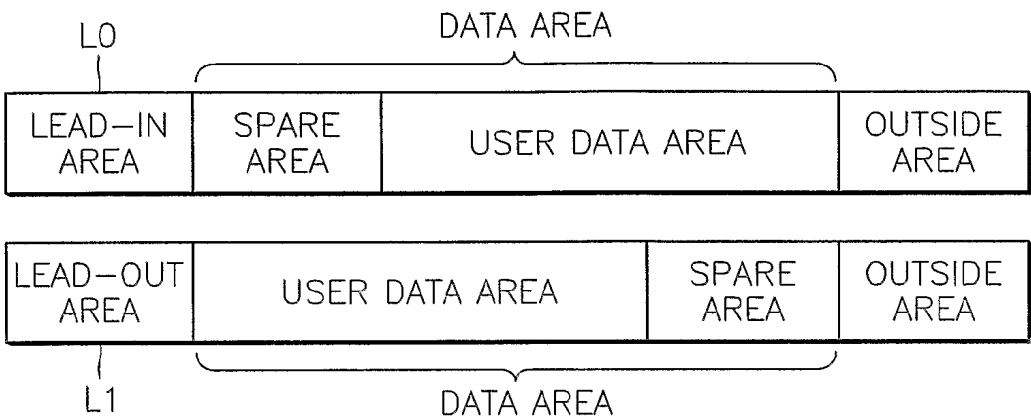 L0
DATA AREA
LEAD-IN
AREA
SPARE
AREA
USER DATA AREA
OUTSIDE
AREA
LEAD-OUT
AREA
USER DATA AREA
SPARE
AREA
OUTSIDE
AREA
L1
DATA AREA